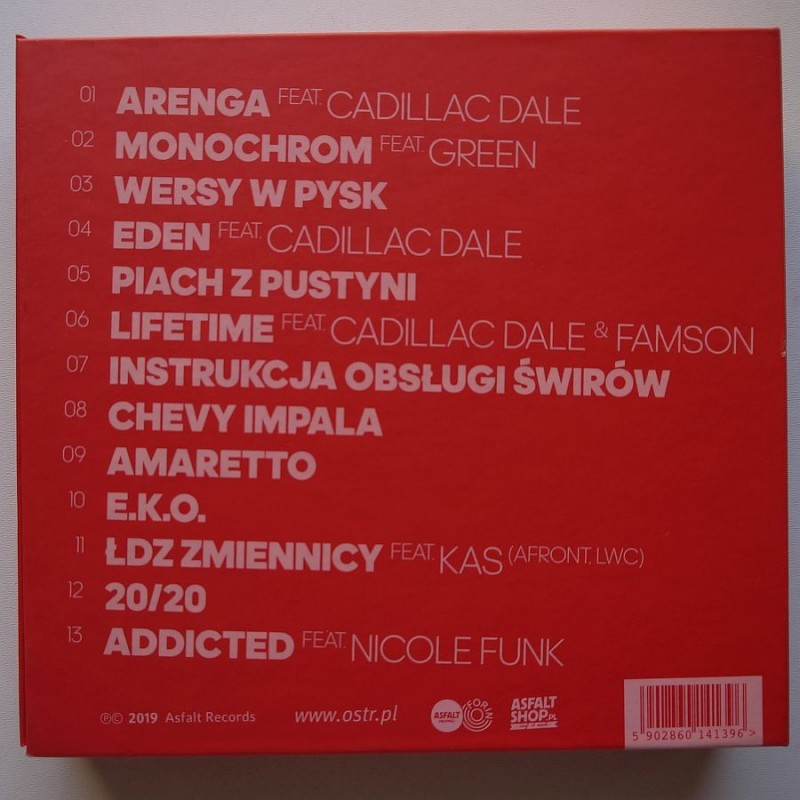 01 ARENGA FEAT. CADILLAC DALE
02 MONOCHROM FEAT. GREEN
03 WERSY W PYSK
04 EDEN FEAT. CADILLAC DALE
05 PIACH Z PUSTYNI
06 LIFETIME FEAT. CADILLAC DALE & FAMSON
07 INSTRUKCJA OBSŁUGI ŚWIRÓW
08 CHEVY IMPALA
09 AMARETTO
10 E.K.O.
11 ŁDZ ZMIENNICY FEAT. KAS (AFRONT, LWC)
12 20/20
13 ADDICTED FEAT. NICOLE FUNK
℗© 2019 Asfalt Records www.ostr.pl ASFALT FORIN ASFALT SHOP.PL
5 902860 141396 >